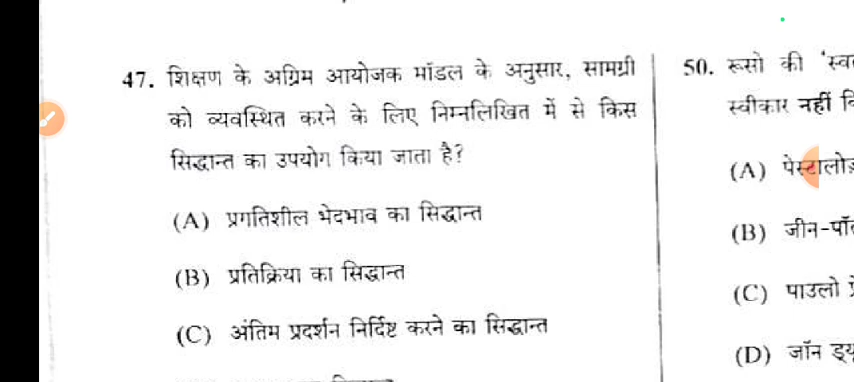 47. शिक्षण के अग्रिम आयोजक मॉडल के अनुसार, सामग्री
को व्यवस्थित करने के लिए निम्नलिखित में से किस
सिद्धान्त का उपयोग किया जाता है?
(A) प्रगतिशील भेदभाव का सिद्धान्त
(B) प्रतिक्रिया का सिद्धान्त
(C) अंतिम प्रदर्शन निर्दिष्ट करने का सिद्धान्त
50. रूसो की
स्वीकार नहीं
(A)
(B)
(C) पाउलो
(D) जॉन